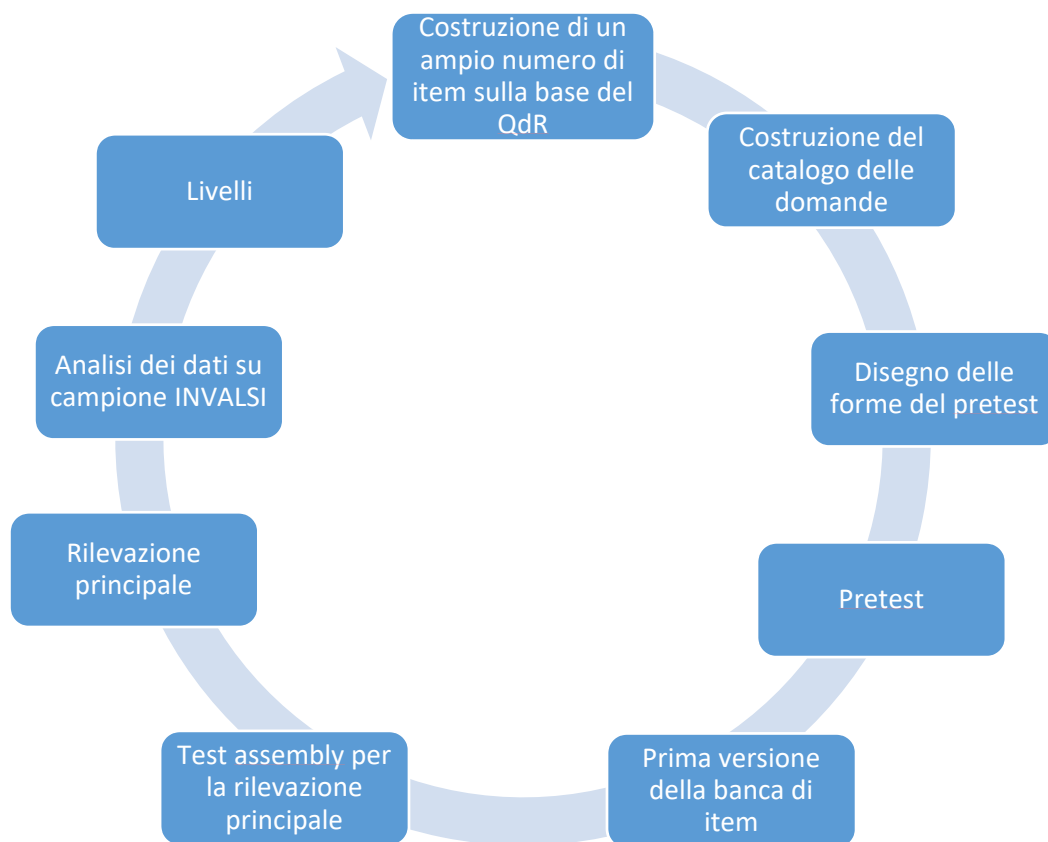 Costruzione di un
ampio numero di
item sulla base del
QdR
Costruzione del
catalogo delle
domande
Disegno delle
forme del pretest
Pretest
Prima versione
della banca di
item
Test assembly per
la rilevazione
principale
Rilevazione
principale
Analisi dei dati su
campione INVALSI
Livelli